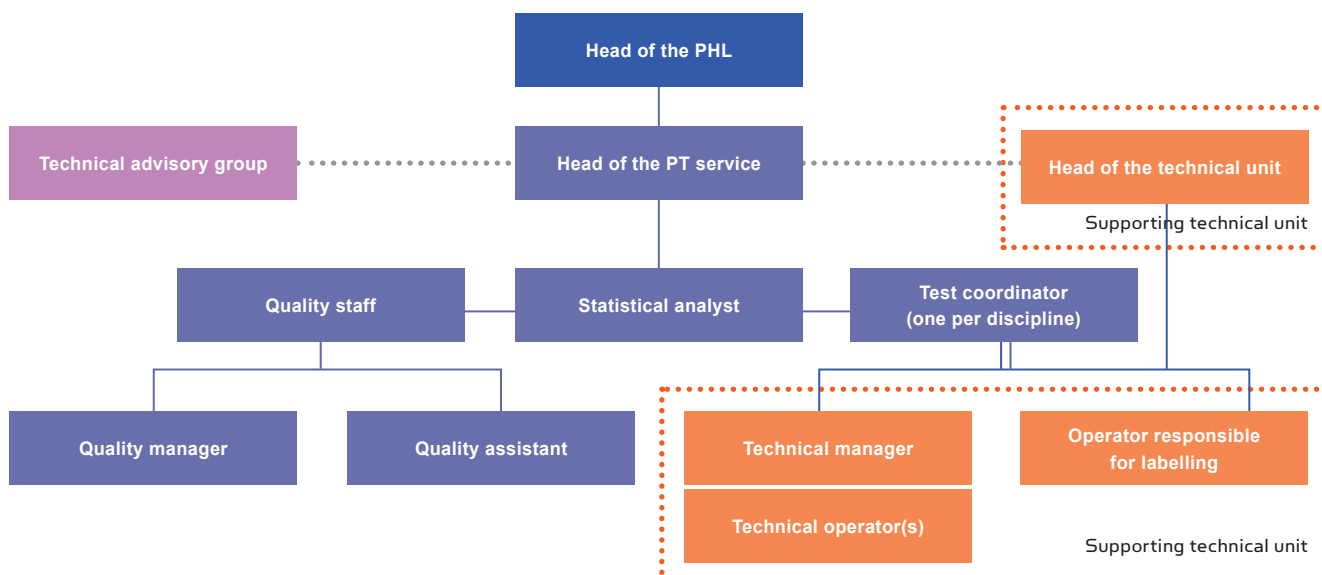 Head of the PHL
Technical advisory group
Head of the PT service
Head of the technical unit
Supporting technical unit
Quality staff
Statistical analyst
Test coordinator
(one per discipline)
Quality manager
Quality assistant
Technical manager
Operator responsible
for labelling
Technical operator(s)
Supporting technical unit